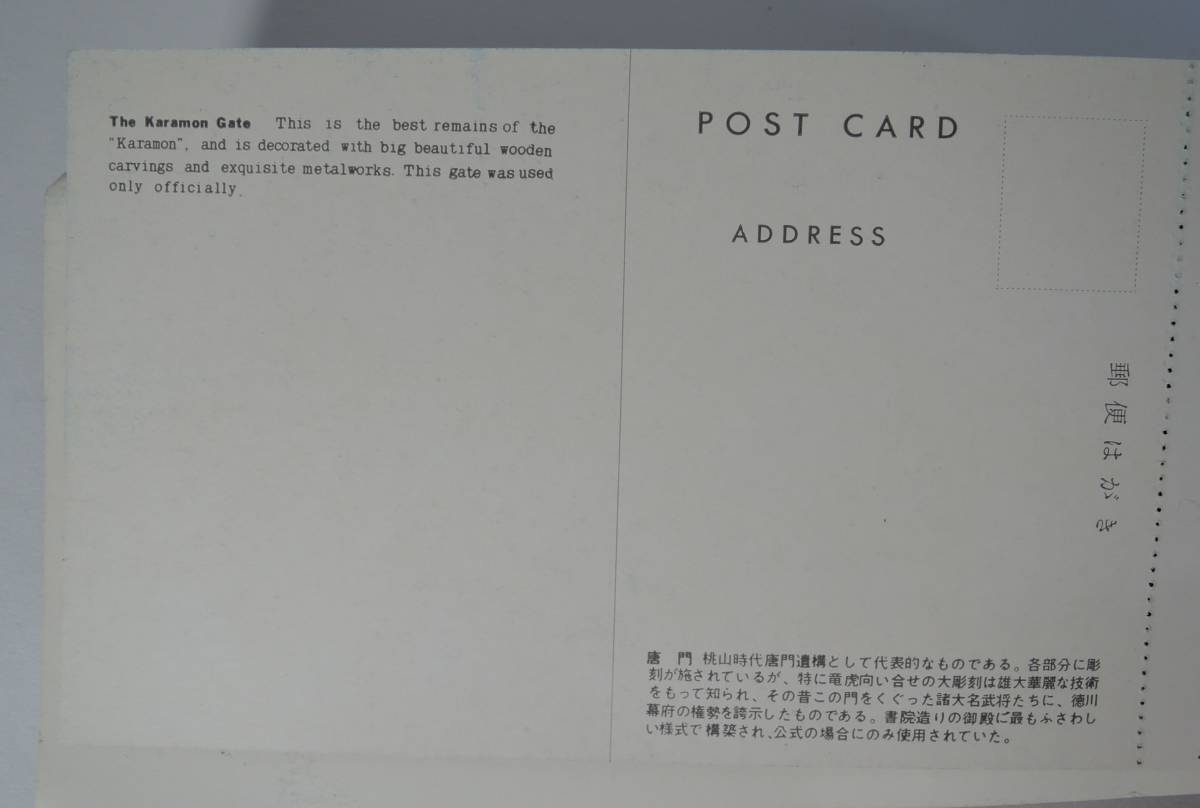 The Karamon Gate This is the best remains of the
"Karamon", and is decorated with big beautiful wooden
carvings and exquisite metalworks. This gate was used
only officially.
POST CARD
ADDRESS
郵便はがき
唐 門 桃山時代唐門遺構として代表的なものである。各部分に彫
刻が施されているが、特に竜虎向い合せの大彫刻は雄大華麗な技術
をもって知られ、その昔この門をくぐった諸大名武将たちに、徳川
幕府の権勢を誇示したものである。書院造りの御殿に最もふさわし
い様式で構築され、公式の場合にのみ使用されていた。